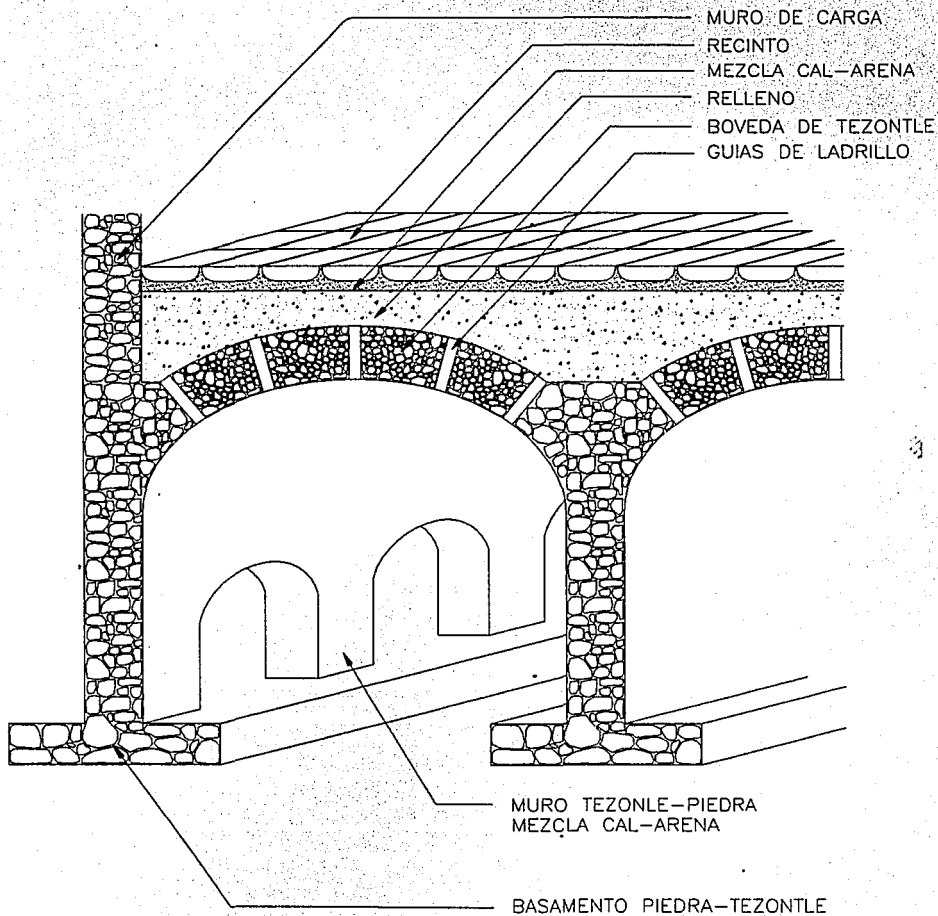 MURO DE CARGA
RECINTO
MEZCLA CAL-ARENA
RELLENO
BOVEDA DE TEZONTLE
GUIAS DE LADRILLO
MURO TEZONLE-PIEDRA
MEZCLA CAL-ARENA
BASAMENTO PIEDRA-TEZONTLE